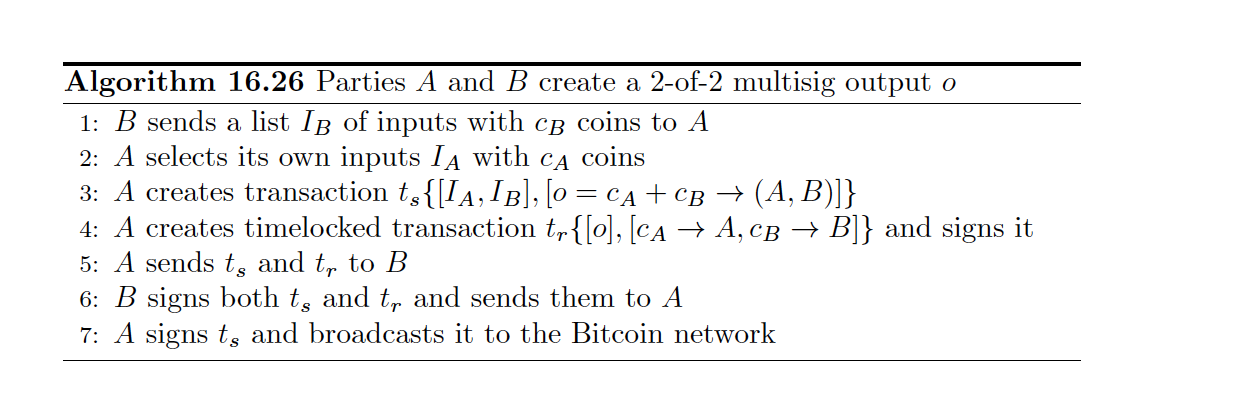 Algorithm 16.26 Parties A and B create a 2-of-2 multisig output o
1: B sends a list I_B of inputs with c_B coins to A
2: A selects its own inputs I_A with c_A coins
3: A creates transaction t_s{[I_A, I_B], [o = c_A + c_B → (A, B)]}
4: A creates timelocked transaction t_r{[o], [c_A → A, c_B → B]} and signs it
5: A sends t_s and t_r to B
6: B signs both t_s and t_r and sends them to A
7: A signs t_s and broadcasts it to the Bitcoin network